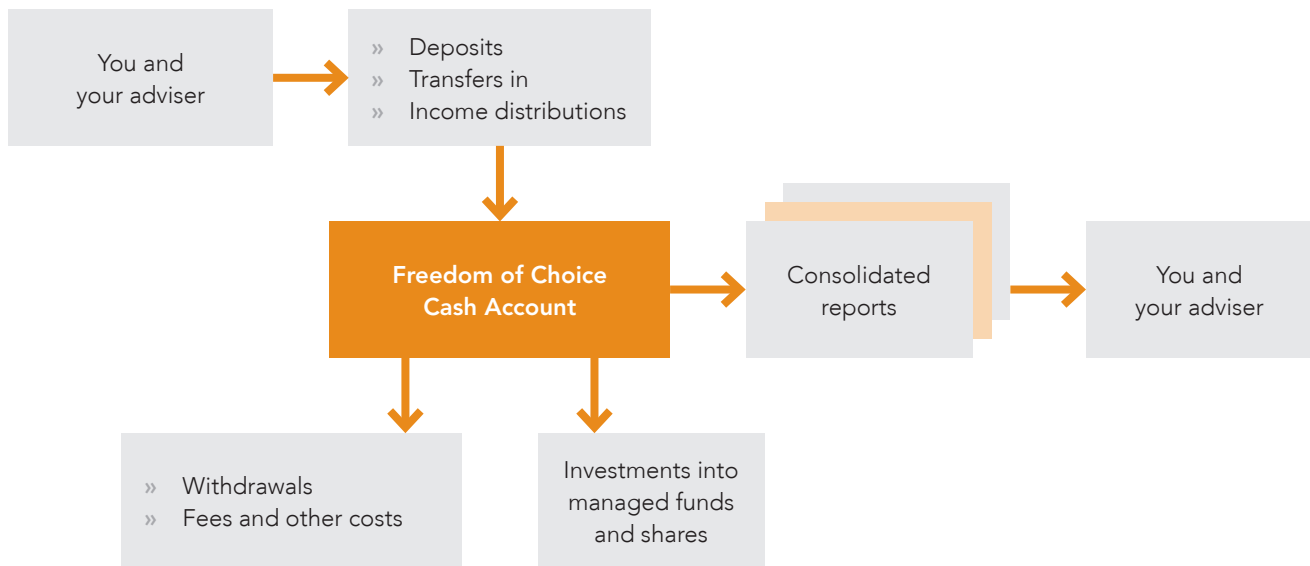 You and
your adviser
» Deposits
» Transfers in
» Income distributions
Freedom of Choice
Cash Account
Consolidated
reports
You and
your adviser
» Withdrawals
» Fees and other costs
Investments into
managed funds
and shares